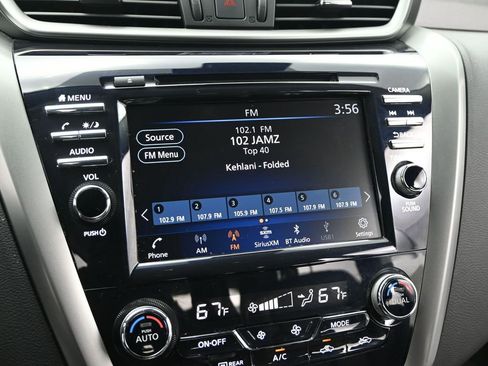 MENU
AUDIO
VOL
PUSH
FM
3:56
Source
FM Menu
102.1 FM
102 JAMZ
Top 40
Kehlani - Folded
1 2 3 4 5 6
102.9 FM 107.9 FM 105.9 FM 107.5 FM 107.9 FM 107.9 FM
Phone AM FM SiriusXM BT Audio USB1 Settings
CAMERA
PUSH
SOUND
67°F 67°F
PUSH
AUTO
ON·OFF
REAR
A/C
MODE
DUAL